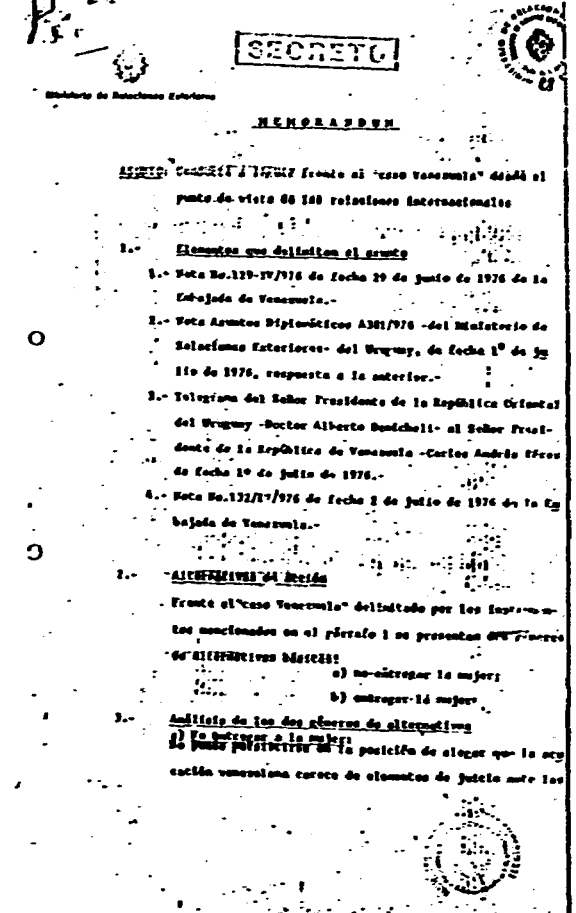 SECRETO
Ministerio de Relaciones Exteriores
MEMORANDUM
ASUNTO: Conducta a seguir frente al "caso Venezuela" desde el
punto de vista de las relaciones internacionales
1.- Elementos que delimitan el asunto
1.- Nota No.129-IV/976 de fecha 29 de junio de 1976 de la
Embajada de Venezuela.-
2.- Nota Asuntos Diplomáticos A381/976 -del Ministerio de
Relaciones Exteriores- del Uruguay, de fecha 1º de ju
lio de 1976, respuesta a la anterior.-
3.- Telegrama del Señor Presidente de la República Oriental
del Uruguay -Doctor Alberto Demicheli- al Señor Presi-
dente de la República de Venezuela -Carlos Andrés Pérez
de fecha 1º de julio de 1976.-
4.- Nota No.132/IV/976 de fecha 2 de julio de 1976 de la Em
bajada de Venezuela.-
2.- Alternativas de acción
Frente al "caso Venezuela" delimitado por los instrumen-
tos mencionados en el párrafo 1 se presentan dos géneros
de alternativas básicas:
a) no entregar la mujer;
b) entregar la mujer.
3.- Análisis de los dos géneros de alternativas
a) No entregar a la mujer:
Se puede persistirse en la posición de alegar que la acu
sación venezolana carece de elementos de juicio ante los